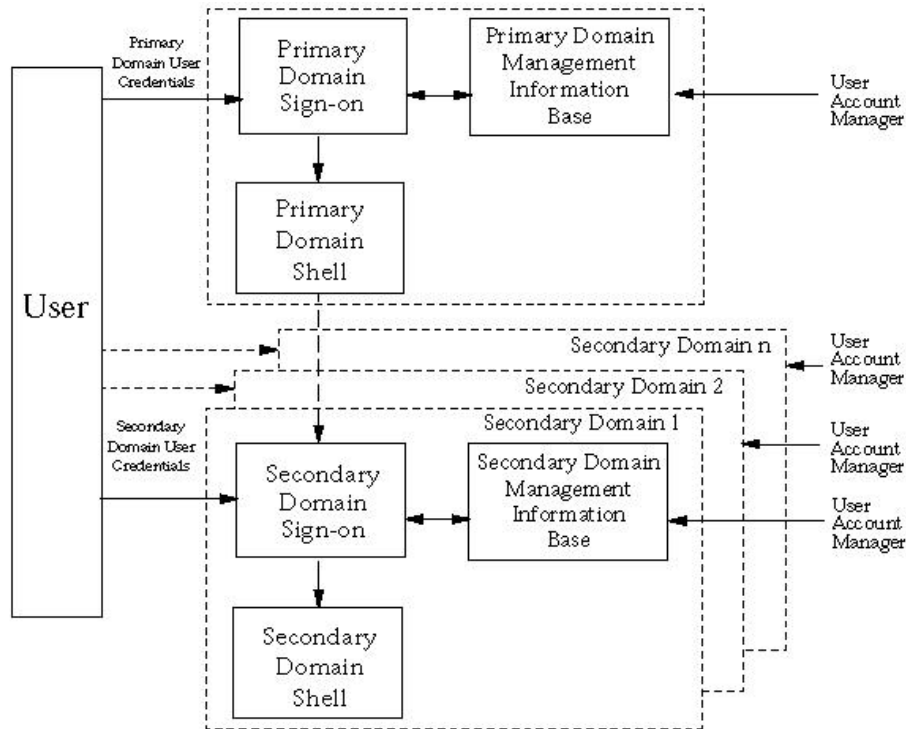 Primary
Domain User
Credentials
Primary
Domain
Sign-on
Primary Domain
Management
Information
Base
User
Account
Manager
Primary
Domain
Shell
User
Secondary Domain n
User
Account
Manager
Secondary Domain 2
Secondary Domain 1
User
Account
Manager
Secondary
Domain User
Credentials
Secondary
Domain
Sign-on
Secondary Domain
Management
Information
Base
User
Account
Manager
Secondary
Domain
Shell